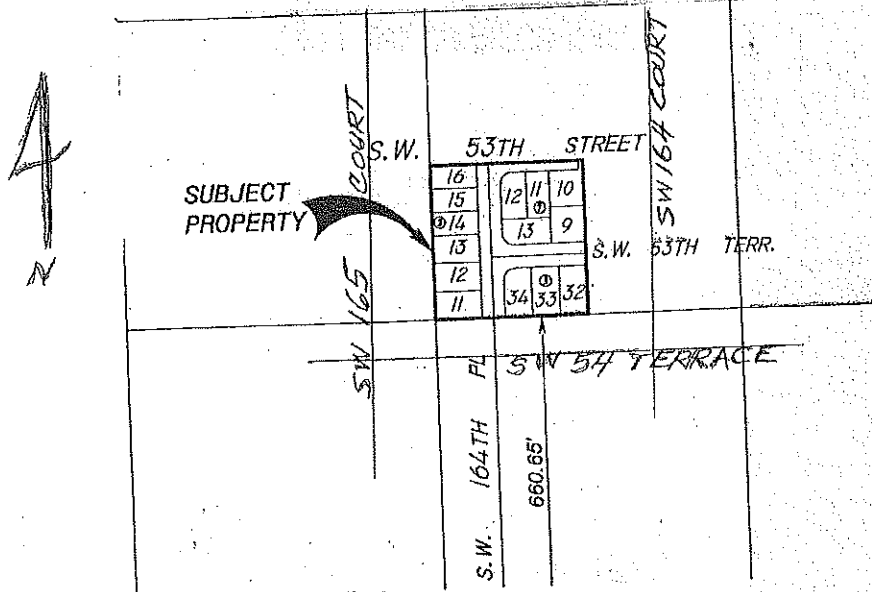 N
SUBJECT
PROPERTY
SW 165 COURT
S.W. 53TH STREET
SW 164 COURT
16
15
14
13
12
11
12
11
10
13
9
S.W. 53TH TERR.
34
33
32
SW 54 TERRACE
S.W. 164TH PL
660.65'